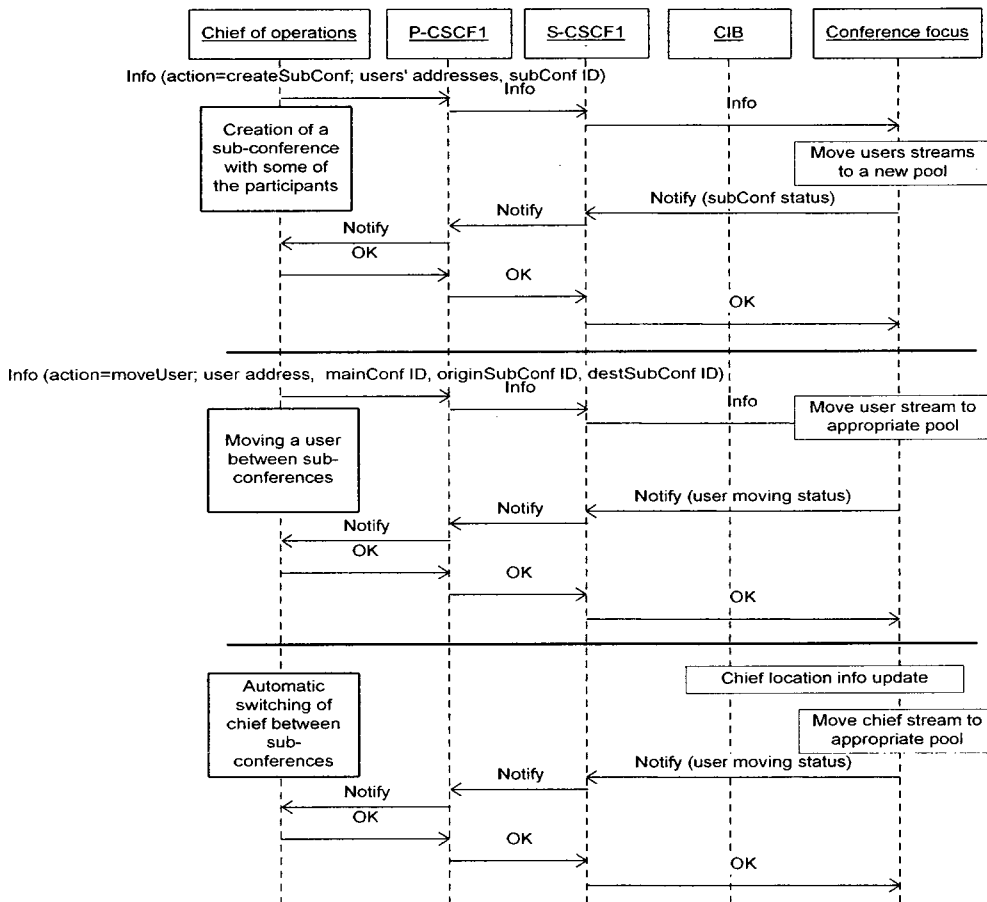 Chief of operations
P-CSCF1
S-CSCF1
CIB
Conference focus
Info (action=createSubConf; users' addresses, subConf ID)
Info
Info
Creation of a
sub-conference
with some of
the participants
Move users streams
to a new pool
Notify (subConf status)
Notify
Notify
OK
OK
OK
Info (action=moveUser; user address, mainConf ID, originSubConf ID, destSubConf ID)
Info
Info
Move user stream to
appropriate pool
Moving a user
between sub-
conferences
Notify (user moving status)
Notify
Notify
OK
OK
OK
Automatic
switching of
chief between
sub-
conferences
Chief location info update
Move chief stream to
appropriate pool
Notify (user moving status)
Notify
Notify
OK
OK
OK